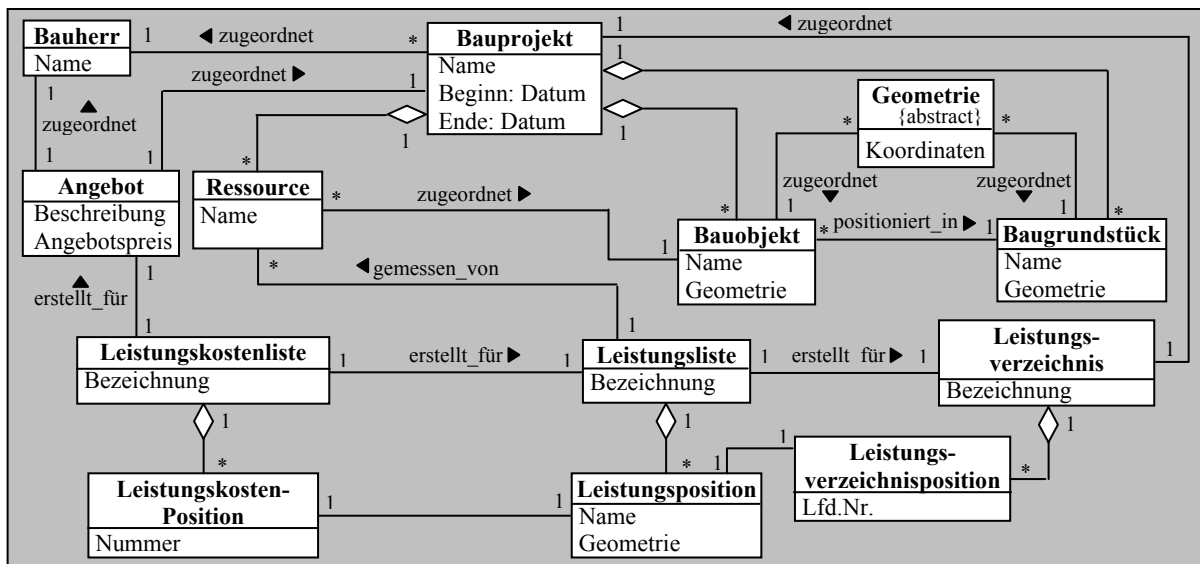 Bauherr
Name
1
◄ zugeordnet
*
Bauprojekt
Name
Beginn: Datum
Ende: Datum
1
◄ zugeordnet
1
1
1
zugeordnet ►
1
1
▲
zugeordnet
1
1
*
Geometrie
{abstract}
Koordinaten
*
*
Angebot
Beschreibung
Angebotspreis
Ressource
Name
*
zugeordnet ►
1
zugeordnet
▼
zugeordnet
▼
1
1
*
*
*
positioniert_in ►
1
Bauobjekt
Name
Geometrie
Baugrundstück
Name
Geometrie
1
▲
erstellt_für
1
*
◄ gemessen_von
1
Leistungskostenliste
Bezeichnung
1
erstellt_für ►
1
Leistungsliste
Bezeichnung
1
erstellt für ►
1
Leistungs-
verzeichnis
Bezeichnung
1
1
*
1
*
1
*
Leistungskosten-
Position
Nummer
1
1
Leistungsposition
Name
Geometrie
1
1
Leistungs-
verzeichnisposition
Lfd.Nr.